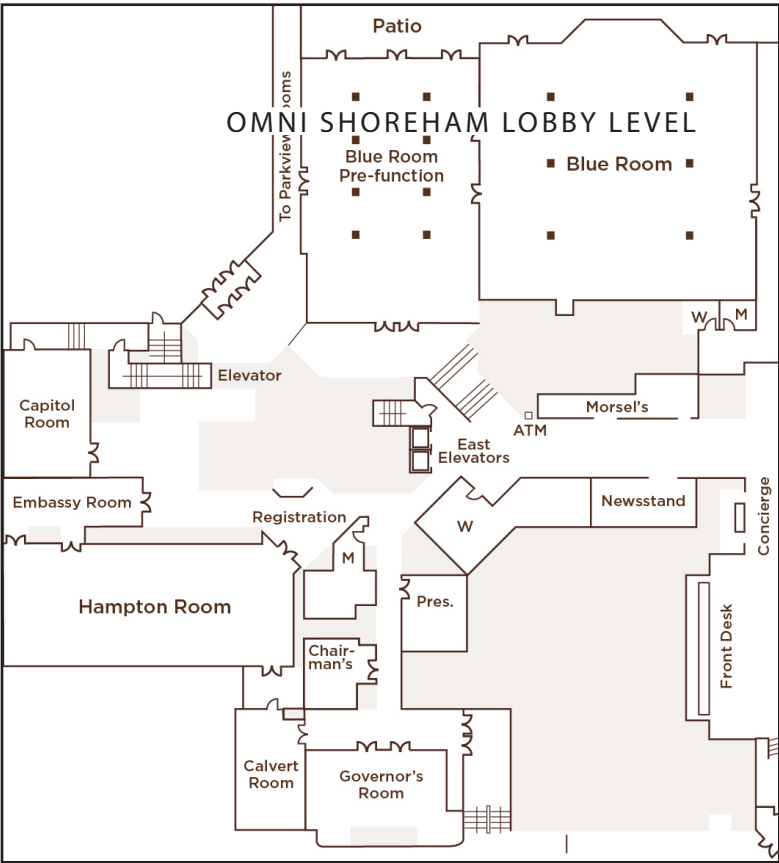 Patio
To Parkview Rooms
OMNI SHOREHAM LOBBY LEVEL
Blue Room
Pre-function
Blue Room
W
M
Elevator
Capitol
Room
Morsel's
ATM
East
Elevators
Embassy Room
Newsstand
Registration
W
Concierge
M
Hampton Room
Pres.
Chair-
man's
Front Desk
Calvert
Room
Governor's
Room